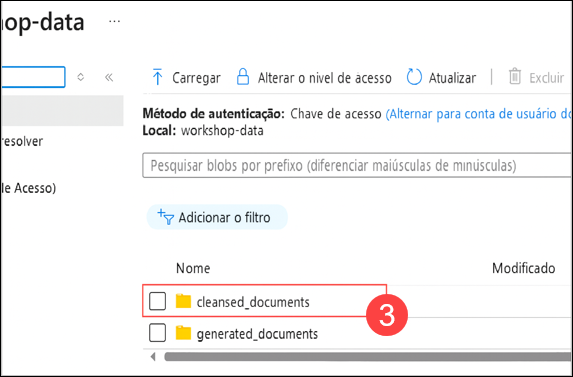 op-data ...
Carregar Alterar o nivel de acesso Atualizar Excluir
Método de autenticação: Chave de acesso (Alternar para conta de usuário do
resolver
Local: workshop-data
Pesquisar blobs por prefixo (diferenciar maiúsculas de minúsculas)
le Acesso)
Adicionar o filtro
Nome Modificado
cleansed_documents
3
generated_documents